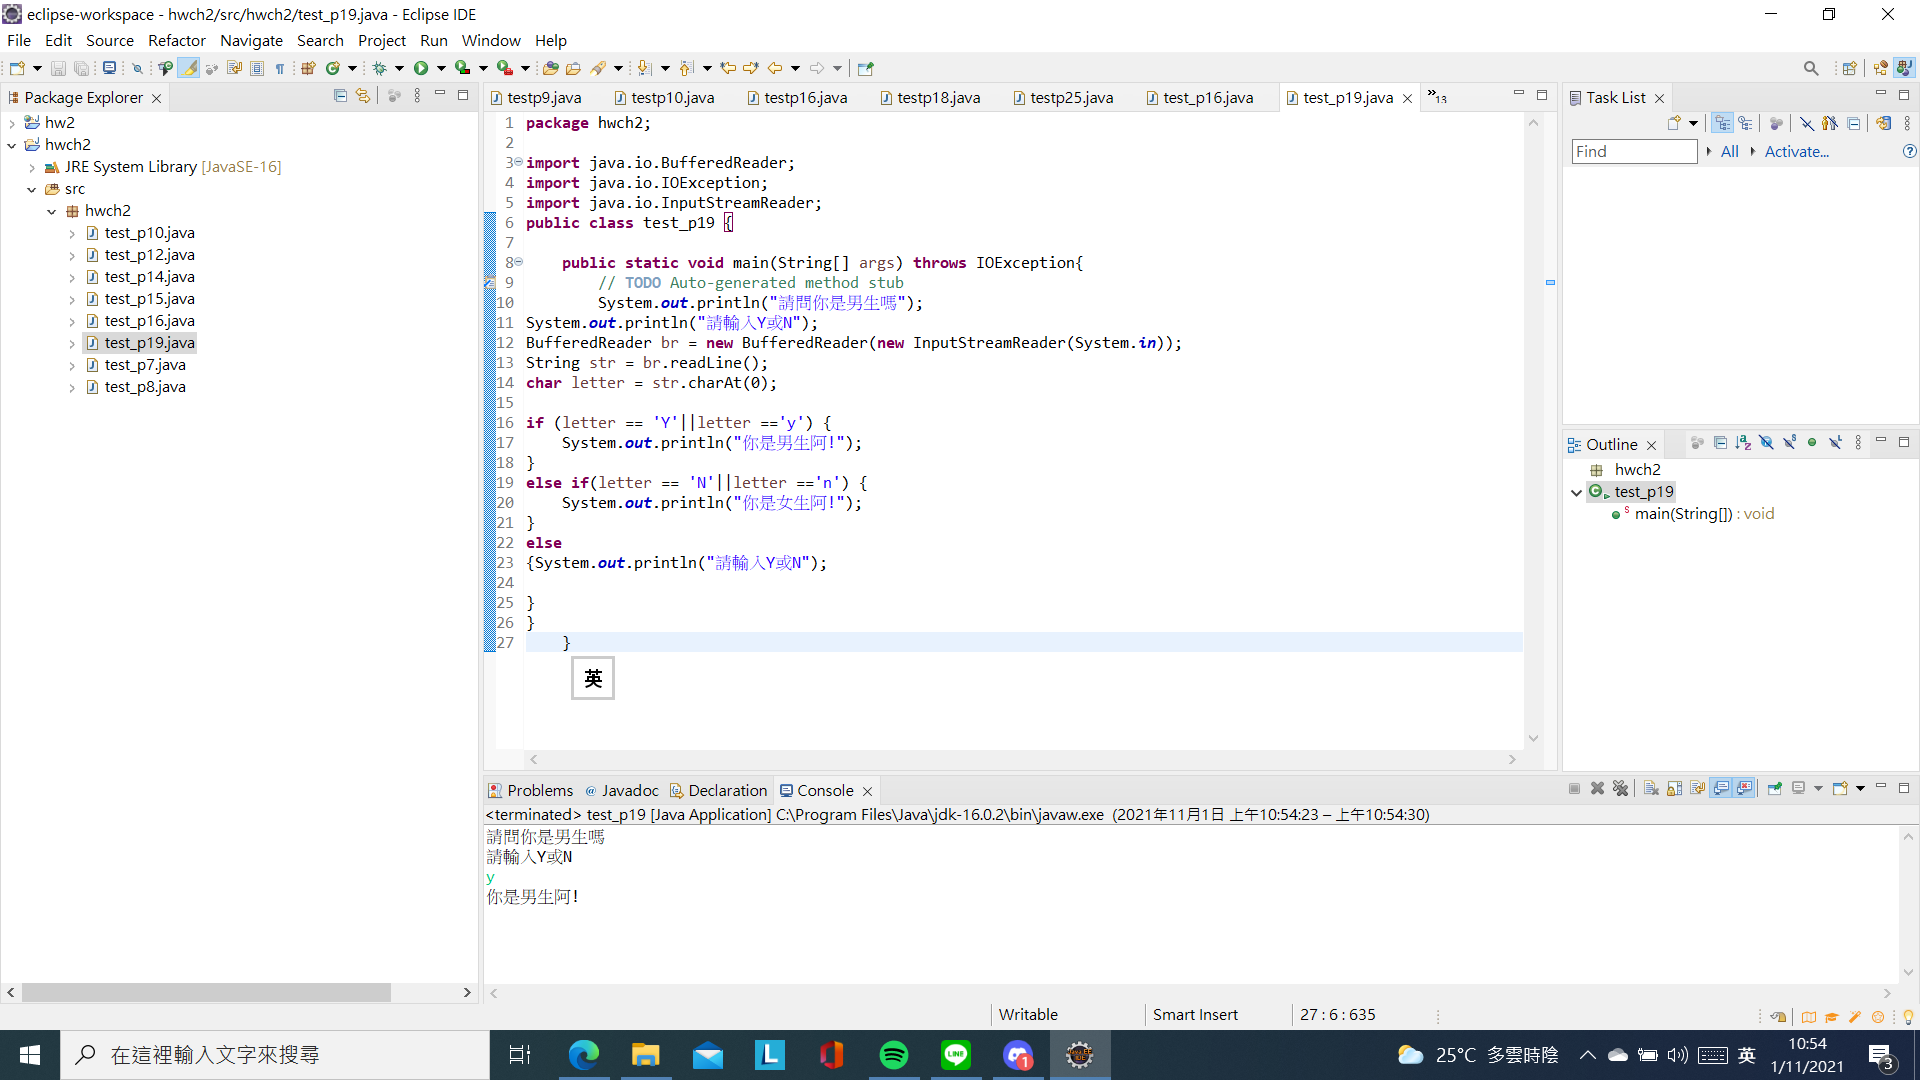 eclipse-workspace - hwch2/src/hwch2/test_p19.java - Eclipse IDE
File Edit Source Refactor Navigate Search Project Run Window Help
Package Explorer
hw2
hwch2
JRE System Library [JavaSE-16]
src
hwch2
test_p10.java
test_p12.java
test_p14.java
test_p15.java
test_p16.java
test_p19.java
test_p7.java
test_p8.java
testp9.java testp10.java testp16.java testp18.java testp25.java test_p16.java test_p19.java »13
1 package hwch2;
2
3 import java.io.BufferedReader;
4 import java.io.IOException;
5 import java.io.InputStreamReader;
6 public class test_p19 {
7
8 public static void main(String[] args) throws IOException{
9 // TODO Auto-generated method stub
10 System.out.println("請問你是男生嗎");
11 System.out.println("請輸入Y或N");
12 BufferedReader br = new BufferedReader(new InputStreamReader(System.in));
13 String str = br.readLine();
14 char letter = str.charAt(0);
15
16 if (letter == 'Y'||letter =='y') {
17 System.out.println("你是男生阿!");
18 }
19 else if(letter == 'N'||letter =='n') {
20 System.out.println("你是女生阿!");
21 }
22 else
23 {System.out.println("請輸入Y或N");
24
25 }
26 }
27 }
英
Task List
Find All Activate...
Outline
hwch2
test_p19
main(String[]) : void
Problems @ Javadoc Declaration Console
<terminated> test_p19 [Java Application] C:\Program Files\Java\jdk-16.0.2\bin\javaw.exe (2021年11月1日 上午10:54:23 – 上午10:54:30)
請問你是男生嗎
請輸入Y或N
y
你是男生阿!
Writable Smart Insert 27 : 6 : 635
在這裡輸入文字來搜尋
25°C 多雲時陰 英 10:54
1/11/2021
3